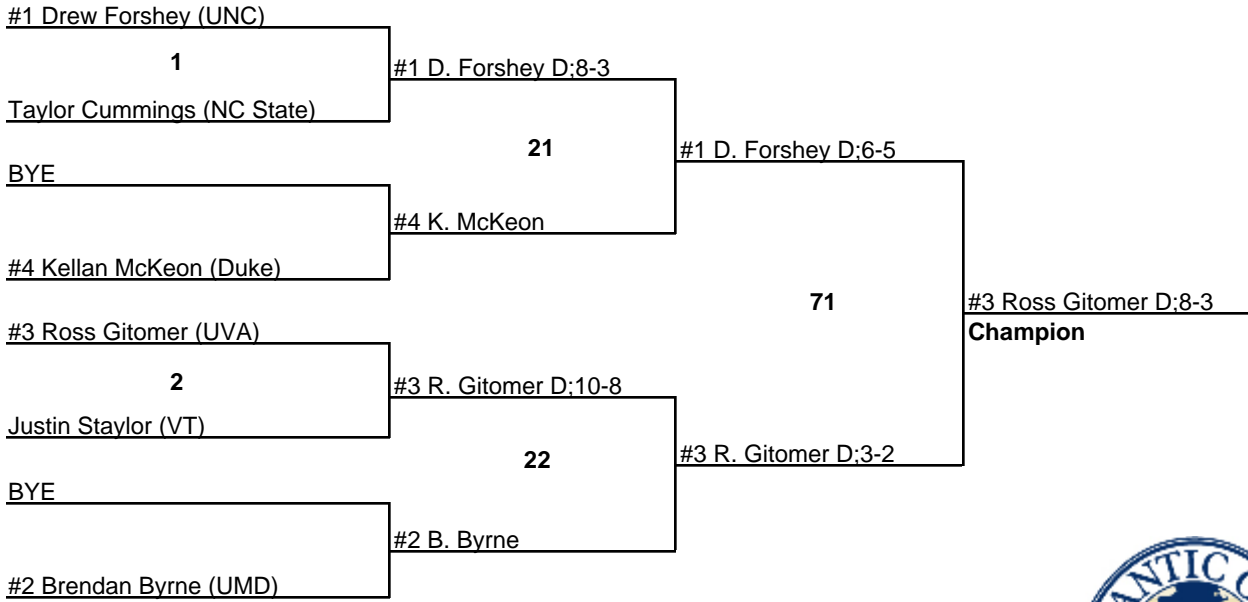 #1 Drew Forshey (UNC)
1
#1 D. Forshey D;8-3
Taylor Cummings (NC State)
21
#1 D. Forshey D;6-5
BYE
#4 K. McKeon
#4 Kellan McKeon (Duke)
71
#3 Ross Gitomer D;8-3
Champion
#3 Ross Gitomer (UVA)
2
#3 R. Gitomer D;10-8
Justin Staylor (VT)
22
#3 R. Gitomer D;3-2
BYE
#2 B. Byrne
#2 Brendan Byrne (UMD)
ANTIC